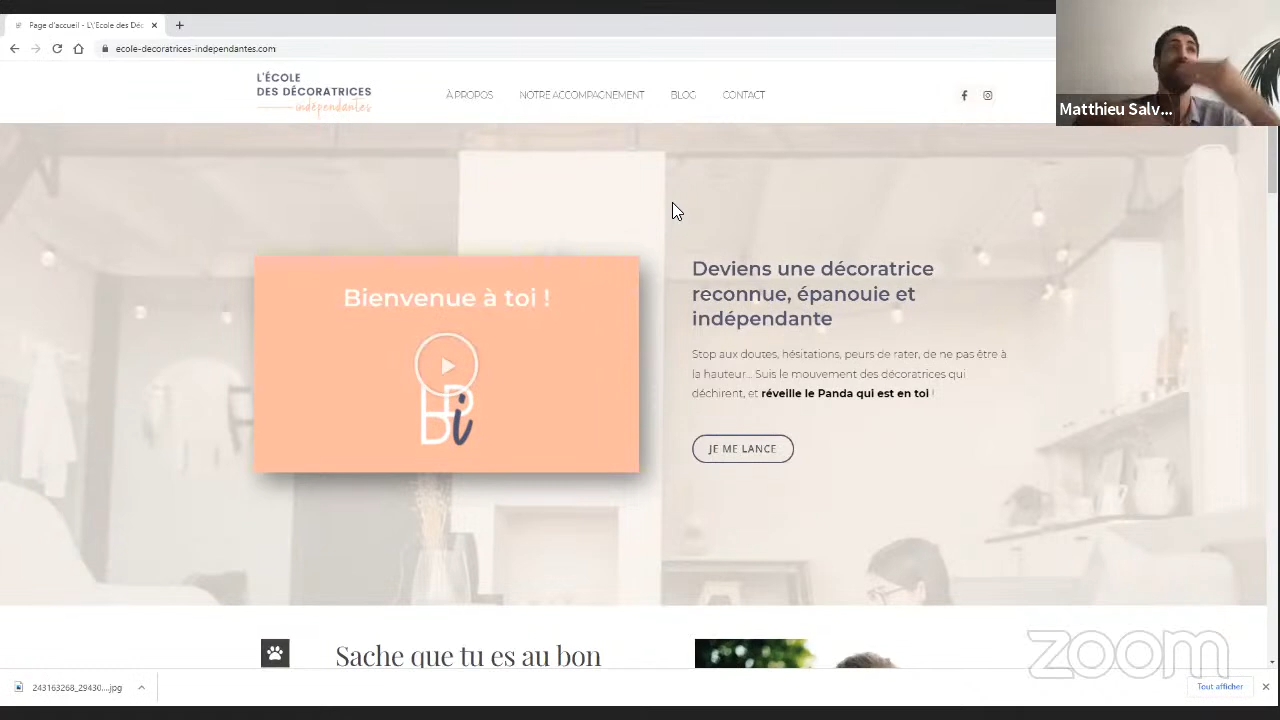 Page d'accueil - L\'Ecole des Déc
ecole-decoratrices-independantes.com
L'ÉCOLE
DES DÉCORATRICES
indépendantes
À PROPOS
NOTRE ACCOMPAGNEMENT
BLOG
CONTACT
Matthieu Salv...
Bienvenue à toi !
DDi
Deviens une décoratrice
reconnue, épanouie et
indépendante
Stop aux doutes, hésitations, peurs de rater, de ne pas être à
la hauteur... Suis le mouvement des décoratrices qui
déchirent, et réveille le Panda qui est en toi !
JE ME LANCE
Sache que tu es au bon
zoom
243163268_29430....jpg
Tout afficher